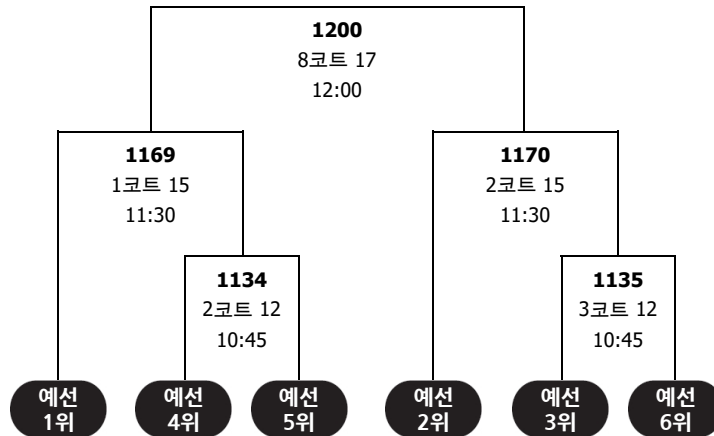 1200
8코트 17
12:00
1169
1코트 15
11:30
1170
2코트 15
11:30
1134
2코트 12
10:45
1135
3코트 12
10:45
예선
1위
예선
4위
예선
5위
예선
2위
예선
3위
예선
6위